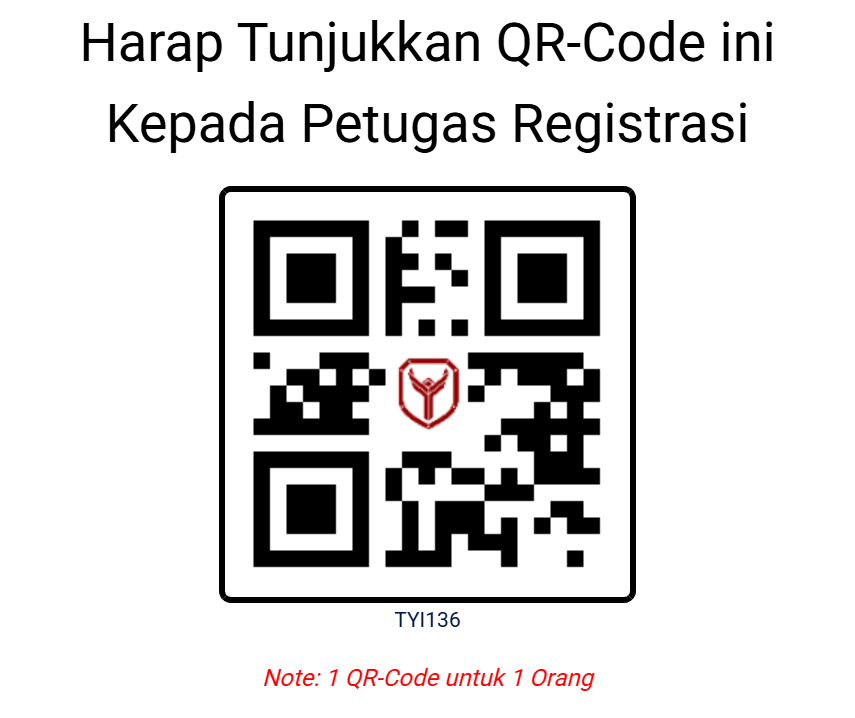 Harap Tunjukkan QR-Code ini
Kepada Petugas Registrasi
TYI136
Note: 1 QR-Code untuk 1 Orang